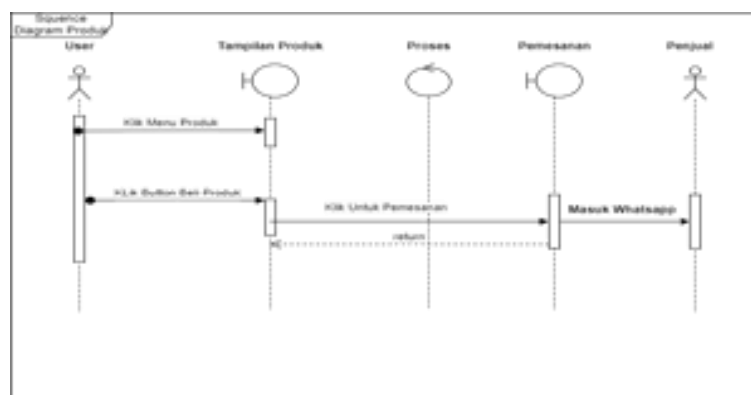 Squence
Diagram Produk
User
Tampilan Produk
Proses
Pemesanan
Penjual
Klik Menu Produk
KLik Button Beli Produk
Klik Untuk Pemesanan
Masuk Whatsapp
return